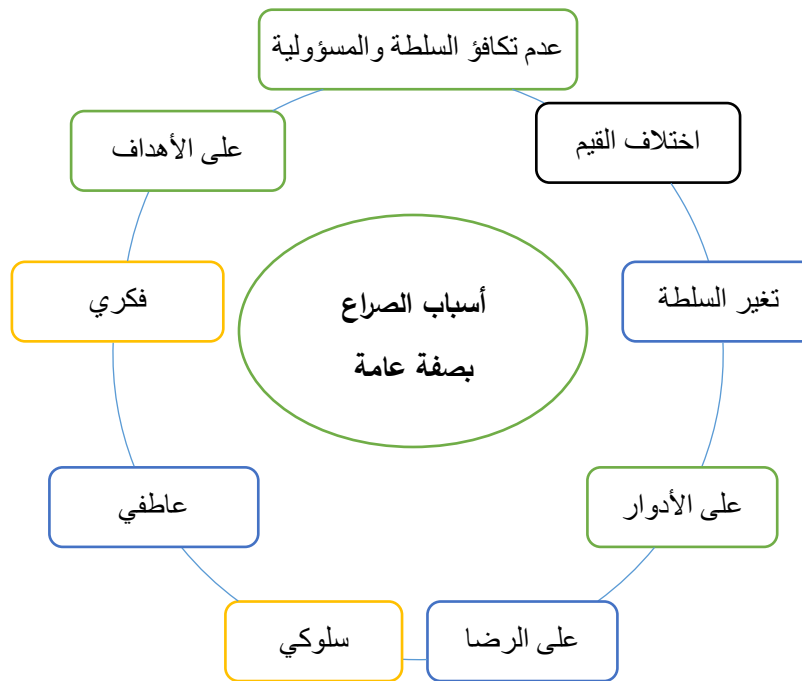 عدم تكافؤ السلطة والمسؤولية
اختلاف القيم
تغير السلطة
على الأدوار
على الرضا
سلوكي
عاطفي
فكري
على الأهداف
أسباب الصراع
بصفة عامة